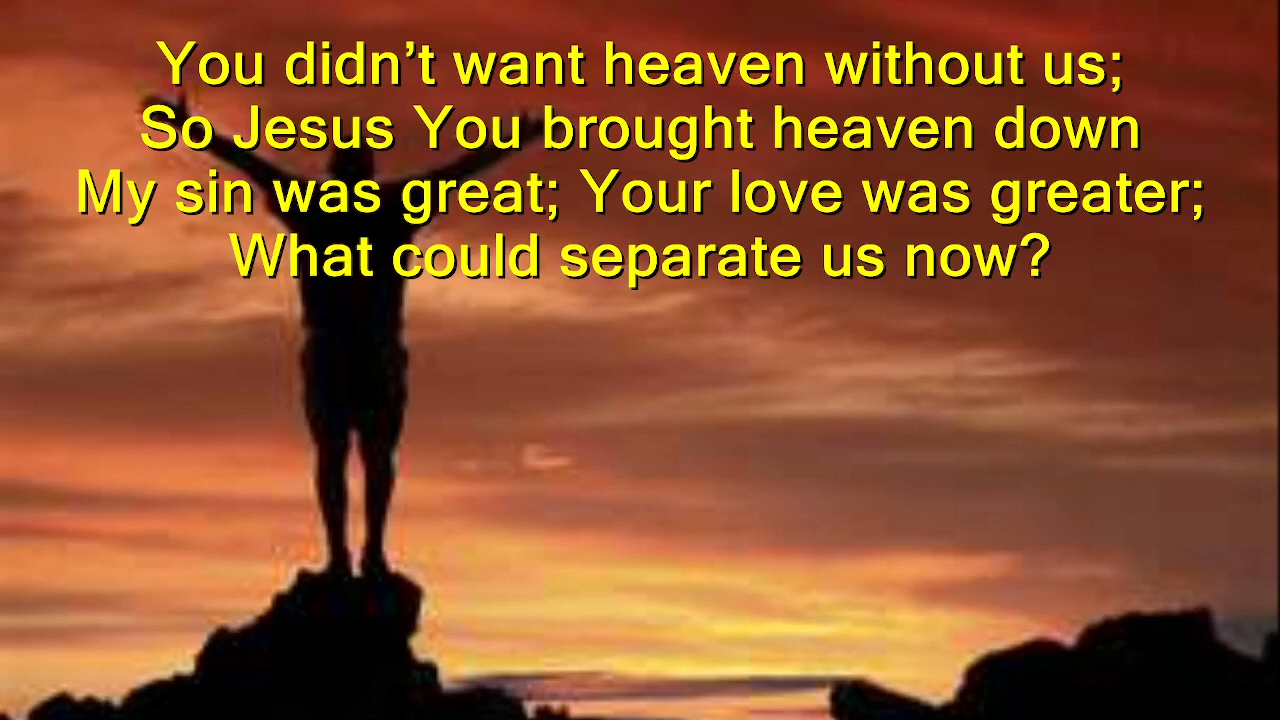 You didn’t want heaven without us;
So Jesus You brought heaven down
My sin was great; Your love was greater;
What could separate us now?